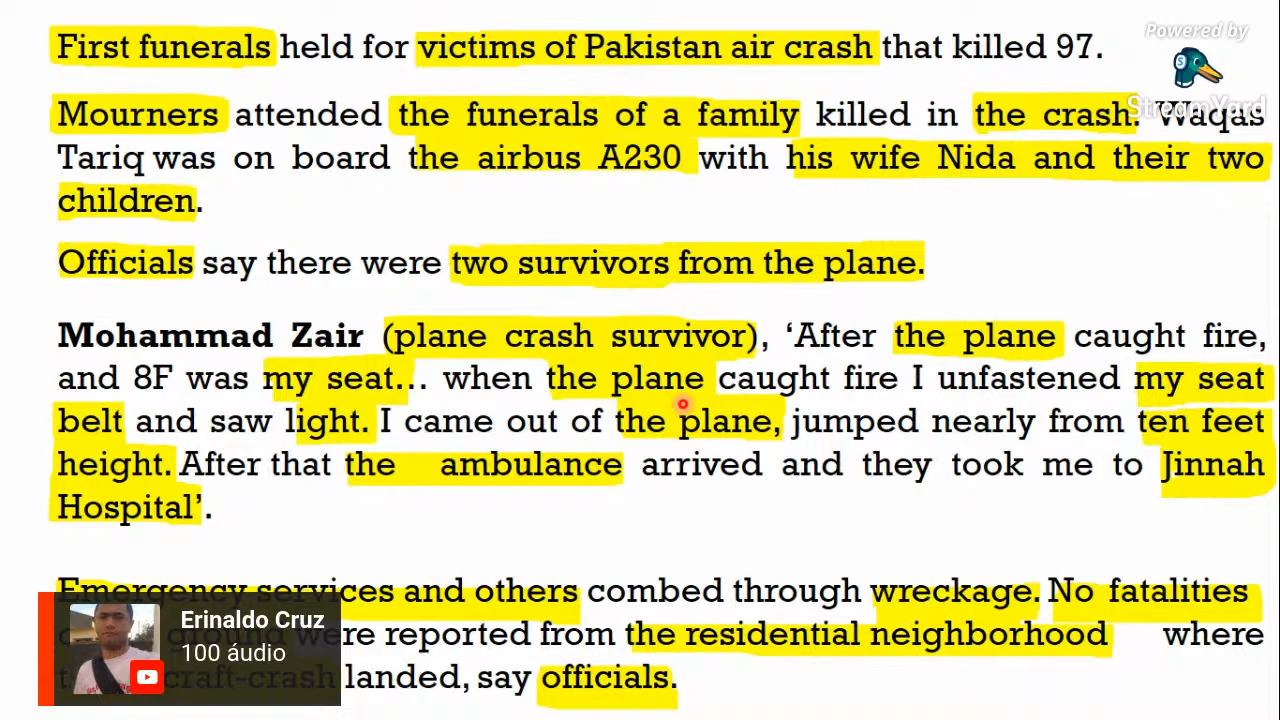 First funerals held for victims of Pakistan air crash that killed 97.
Powered by
StreamYard
Mourners attended the funerals of a family killed in the crash. Waqas
Tariq was on board the airbus A230 with his wife Nida and their two
children.
Officials say there were two survivors from the plane.
Mohammad Zair (plane crash survivor), ‘After the plane caught fire,
and 8F was my seat… when the plane caught fire I unfastened my seat
belt and saw light. I came out of the plane, jumped nearly from ten feet
height. After that the ambulance arrived and they took me to Jinnah
Hospital’.
Emergency services and others combed through wreckage. No fatalities
ground were reported from the residential neighborhood where
craft-crash landed, say officials.
Erinaldo Cruz
100 áudio